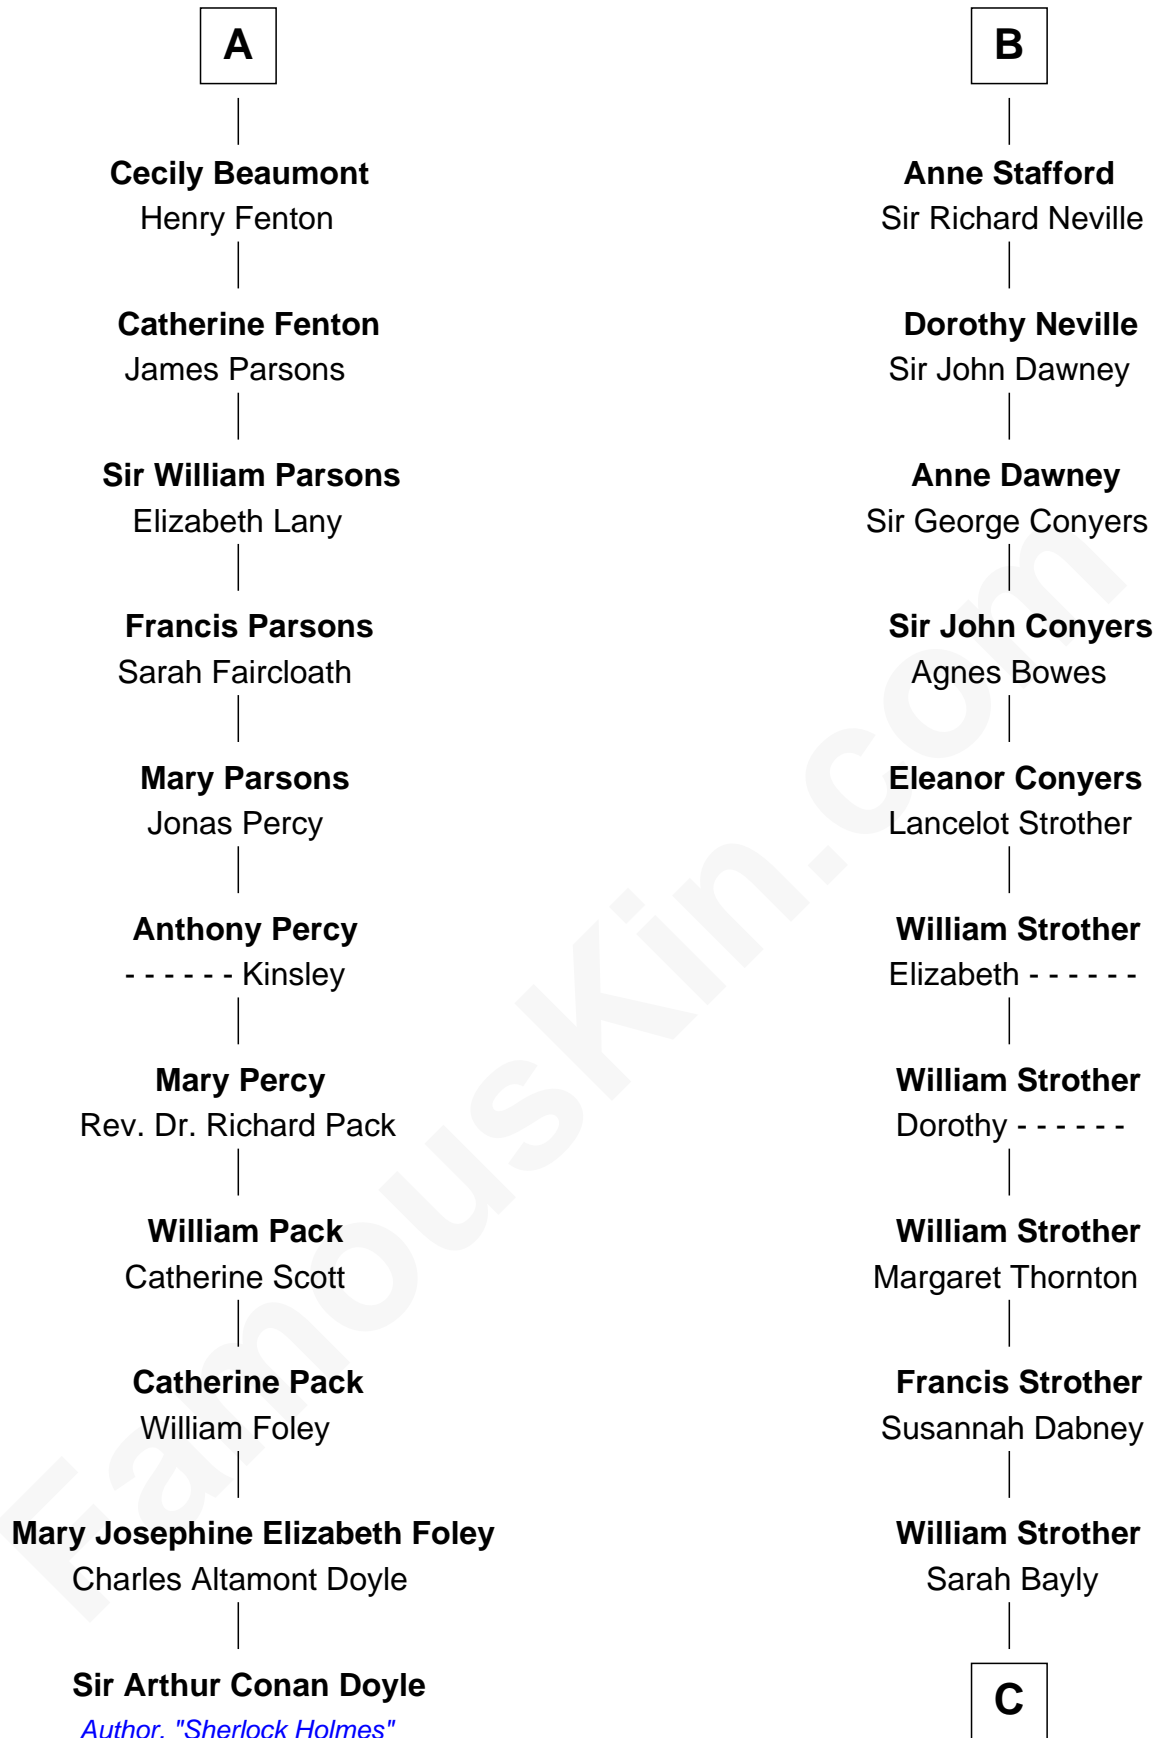 A
Cecily Beaumont
Henry Fenton
Catherine Fenton
James Parsons
Sir William Parsons
Elizabeth Lany
Francis Parsons
Sarah Faircloath
Mary Parsons
Jonas Percy
Anthony Percy
- - - - - - Kinsley
Mary Percy
Rev. Dr. Richard Pack
William Pack
Catherine Scott
Catherine Pack
William Foley
Mary Josephine Elizabeth Foley
Charles Altamont Doyle
Sir Arthur Conan Doyle
Author, "Sherlock Holmes"
B
Anne Stafford
Sir Richard Neville
Dorothy Neville
Sir John Dawney
Anne Dawney
Sir George Conyers
Sir John Conyers
Agnes Bowes
Eleanor Conyers
Lancelot Strother
William Strother
Elizabeth - - - - - -
William Strother
Dorothy - - - - - -
William Strother
Margaret Thornton
Francis Strother
Susannah Dabney
William Strother
Sarah Bayly
C
FamousKin.com